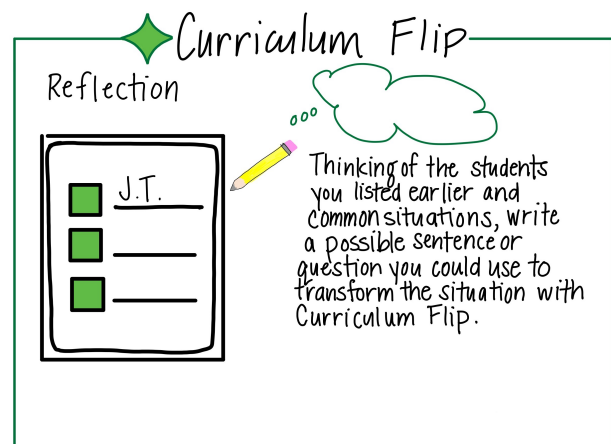 Curriculum Flip
Reflection
J.T.
Thinking of the students
you listed earlier and
common situations, write
a possible sentence or
question you could use to
transform the situation with
Curriculum Flip.